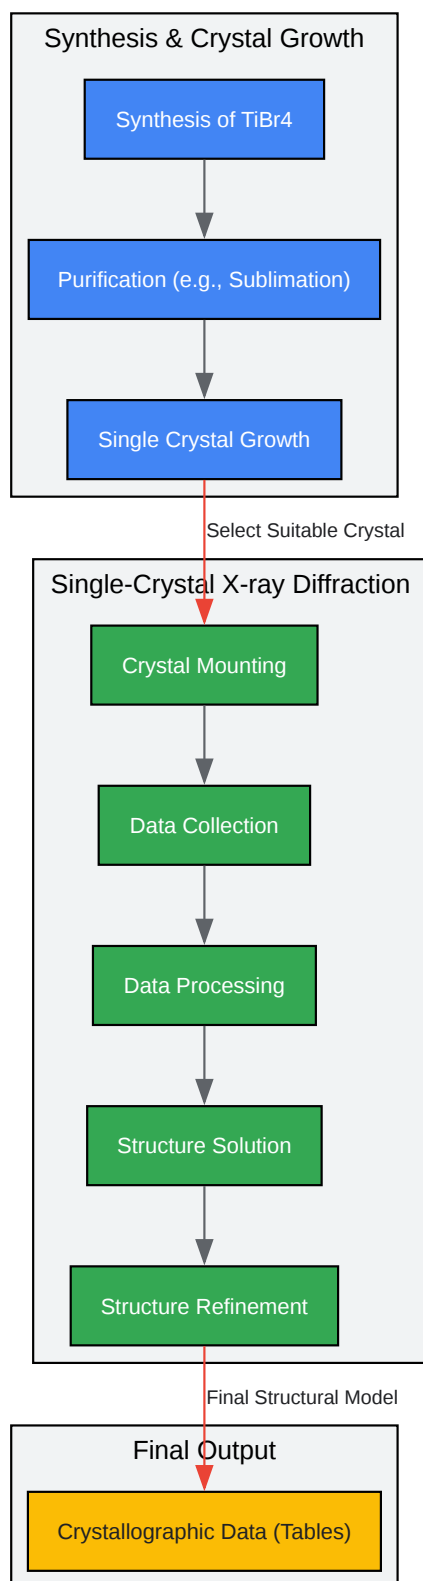 Synthesis & Crystal Growth
Synthesis of TiBr4
Purification (e.g., Sublimation)
Single Crystal Growth
Select Suitable Crystal
Single-Crystal X-ray Diffraction
Crystal Mounting
Data Collection
Data Processing
Structure Solution
Structure Refinement
Final Structural Model
Final Output
Crystallographic Data (Tables)